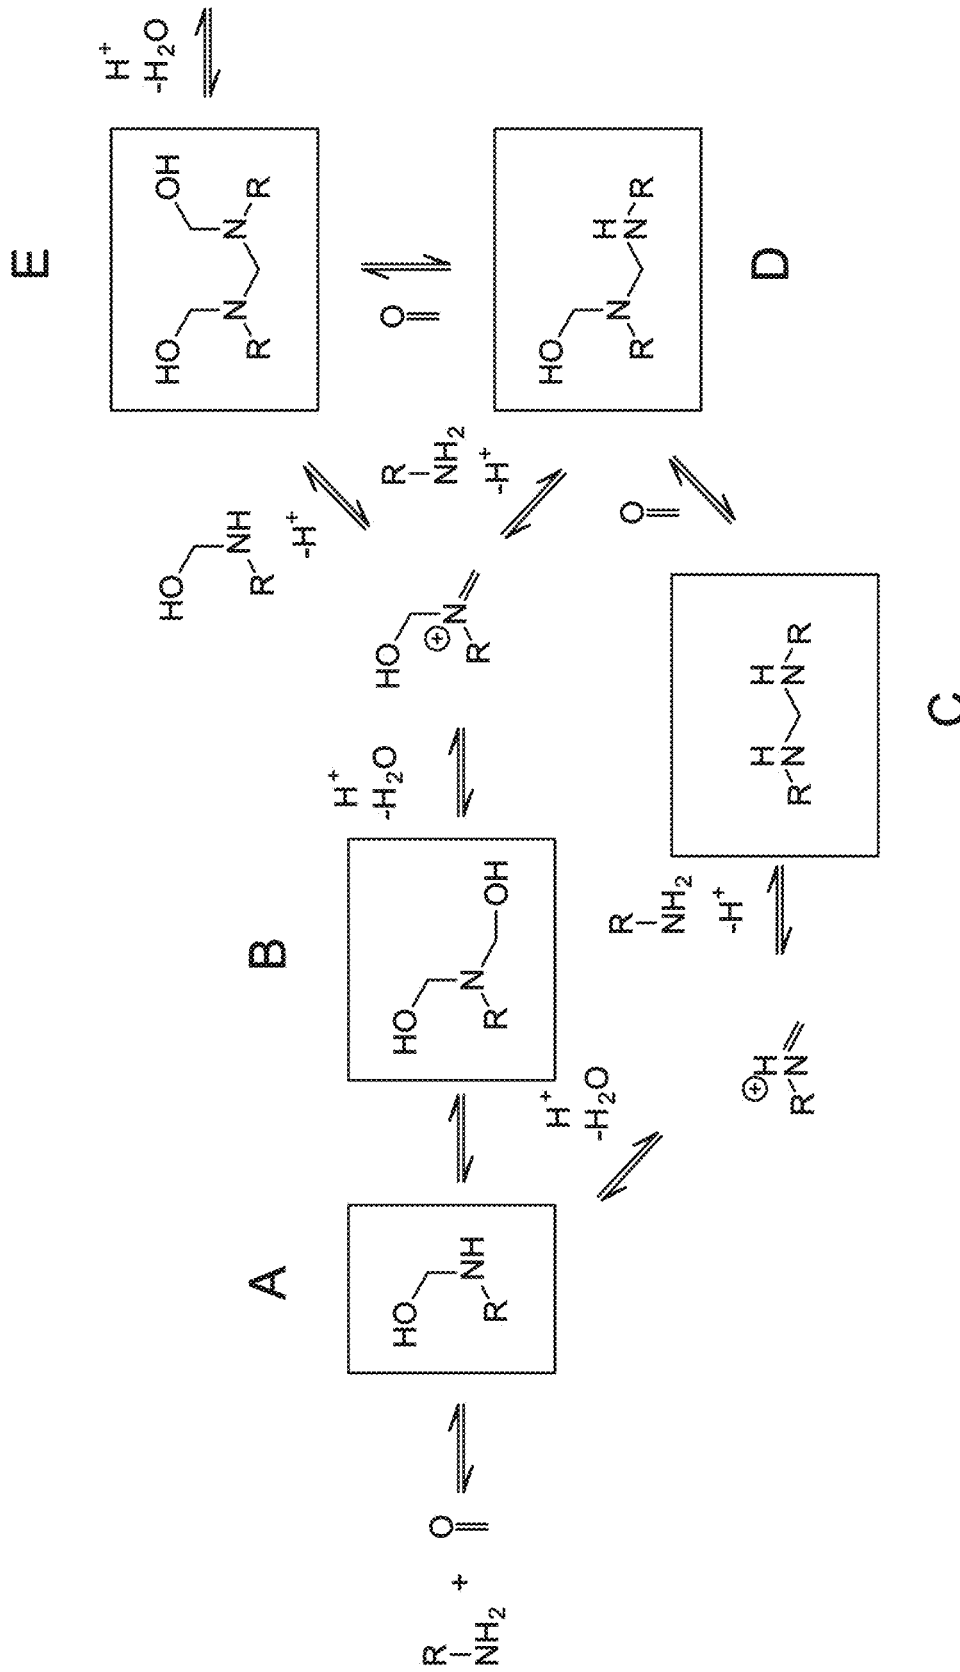 R
NH2
+
O
A
HO
NH
R
B
HO
N
OH
R
H+
-H2O
H
N
R
+
R
NH2
-H+
H H
N N
R R
C
H+
-H2O
HO
+
N
R
HO
NH
R
-H+
R
NH2
-H+
O
E
HO OH
N N
R R
O
HO
H
N N
R R
D
H+
-H2O